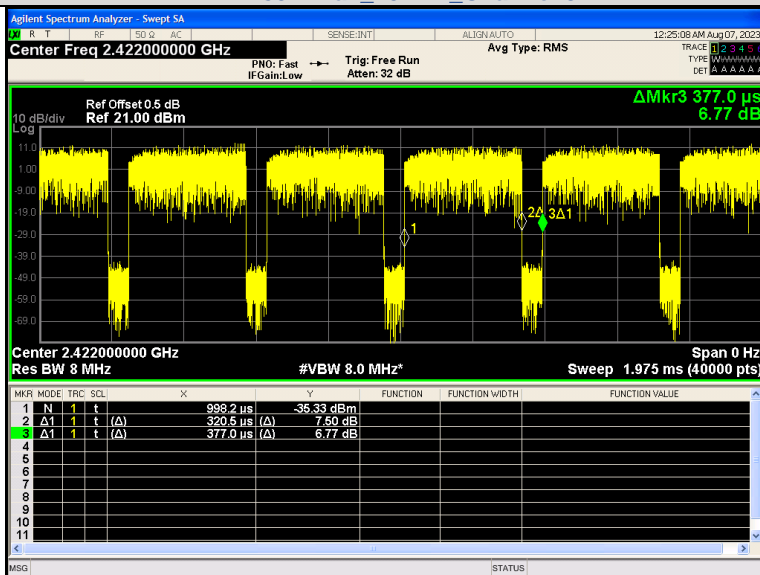 Agilent Spectrum Analyzer - Swept SA
LXI R T RF 50 Ω AC SENSE:INT ALIGN AUTO 12:25:08 AM Aug 07, 2023
Center Freq 2.422000000 GHz Avg Type: RMS TRACE 1 2 3 4 5
PNO: Fast Trig: Free Run TYPE W
IFGain:Low Atten: 32 dB DET A A A A A
ΔMkr3 377.0 µs
6.77 dB
Ref Offset 0.5 dB
10 dB/div Ref 21.00 dBm
Log
11.0
1.00
-9.00
-19.0
-29.0
-39.0
-49.0
-59.0
-69.0
1
2Δ 3Δ1
Center 2.422000000 GHz Span 0 Hz
Res BW 8 MHz #VBW 8.0 MHz* Sweep 1.975 ms (40000 pts)
MKR MODE TRC SCL X Y FUNCTION FUNCTION WIDTH FUNCTION VALUE
1 N 1 t 998.2 µs -35.33 dBm
2 Δ1 1 t (Δ) 320.5 µs (Δ) 7.50 dB
3 Δ1 1 t (Δ) 377.0 µs (Δ) 6.77 dB
4
5
6
7
8
9
10
11
MSG STATUS